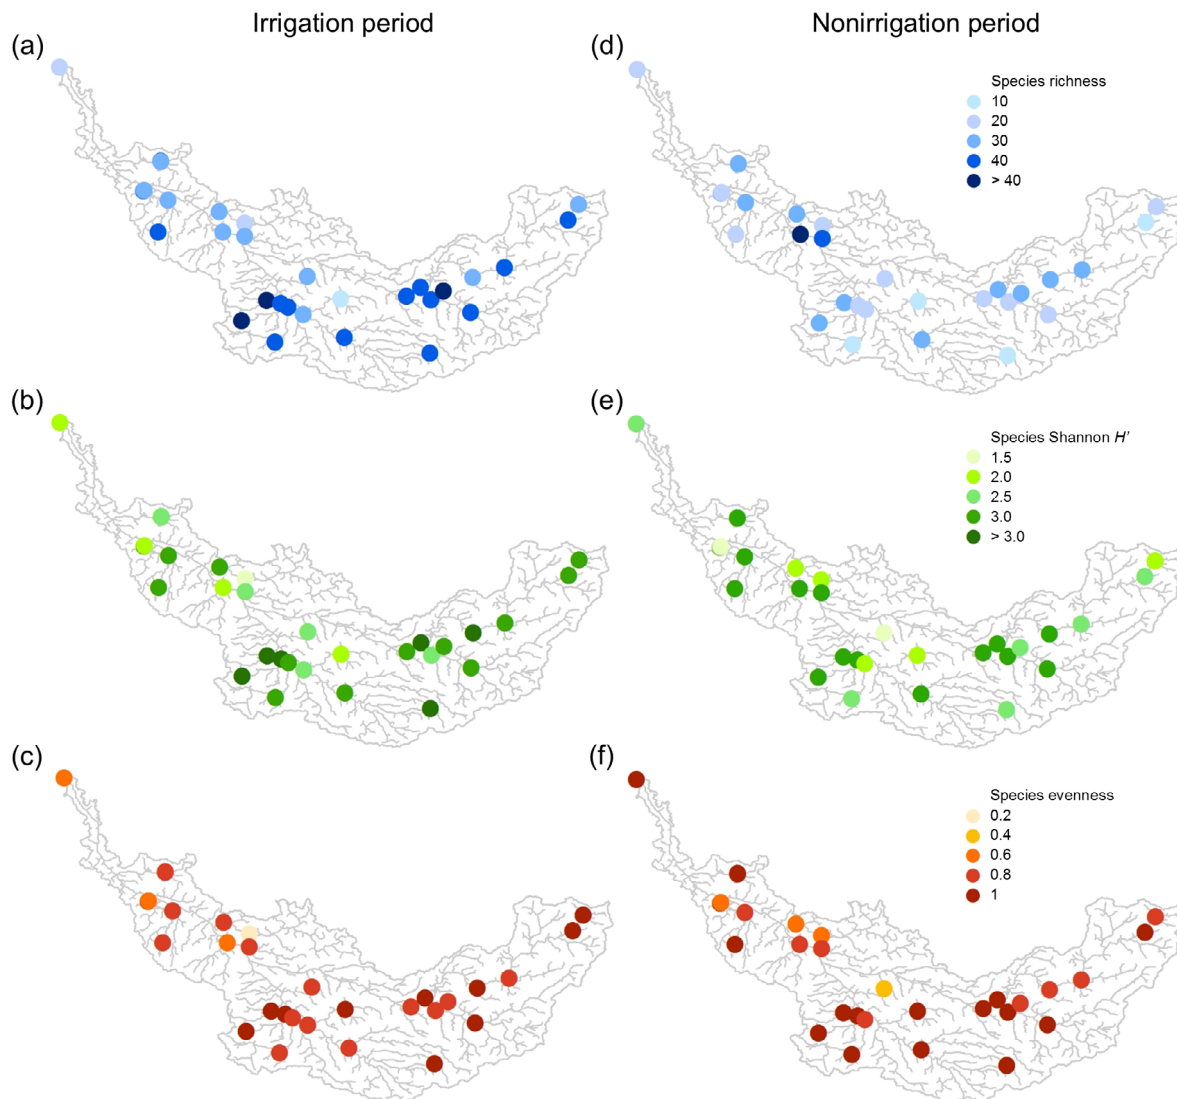 Irrigation period
Nonirrigation period
(a)
(d)
Species richness
10
20
30
40
> 40
(b)
(e)
Species Shannon H'
1.5
2.0
2.5
3.0
> 3.0
(c)
(f)
Species evenness
0.2
0.4
0.6
0.8
1